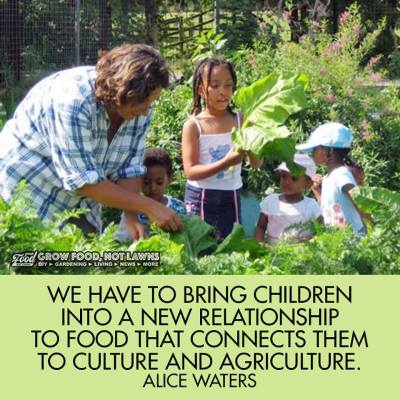 Food GROW FOOD, NOT LAWNS
DIY ▸ GARDENING ▸ LIVING ▸ NEWS ▸ MORE
WE HAVE TO BRING CHILDREN
INTO A NEW RELATIONSHIP
TO FOOD THAT CONNECTS THEM
TO CULTURE AND AGRICULTURE.
ALICE WATERS